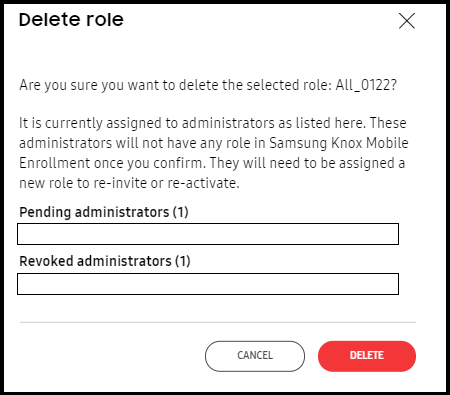 Delete role
Are you sure you want to delete the selected role: All_0122?
It is currently assigned to administrators as listed here. These
administrators will not have any role in Samsung Knox Mobile
Enrollment once you confirm. They will need to be assigned a
new role to re-invite or re-activate.
Pending administrators (1)
Revoked administrators (1)
CANCEL
DELETE